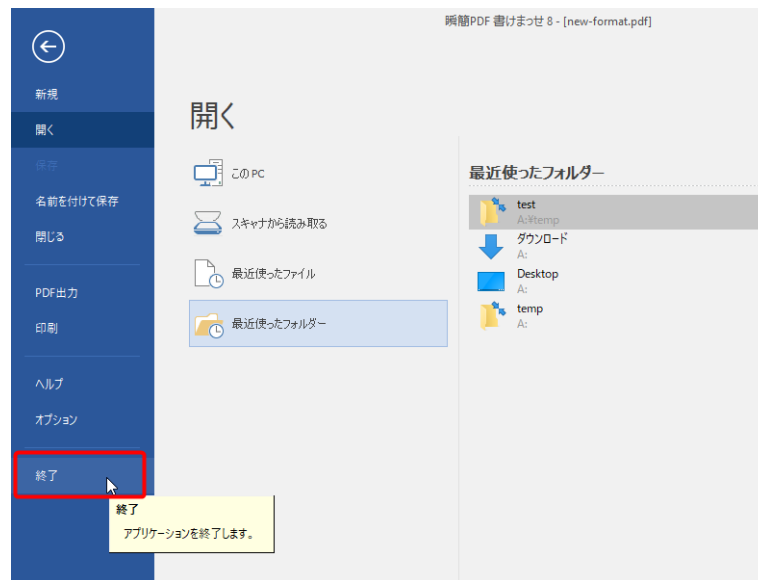 瞬簡PDF 書けまっせ 8 - [new-format.pdf]
新規
開く
保存
名前を付けて保存
閉じる
PDF出力
印刷
ヘルプ
オプション
終了
開く
このPC
スキャナから読み取る
最近使ったファイル
最近使ったフォルダー
最近使ったフォルダー
test
A:¥temp
ダウンロード
A:
Desktop
A:
temp
A:
終了
アプリケーションを終了します。